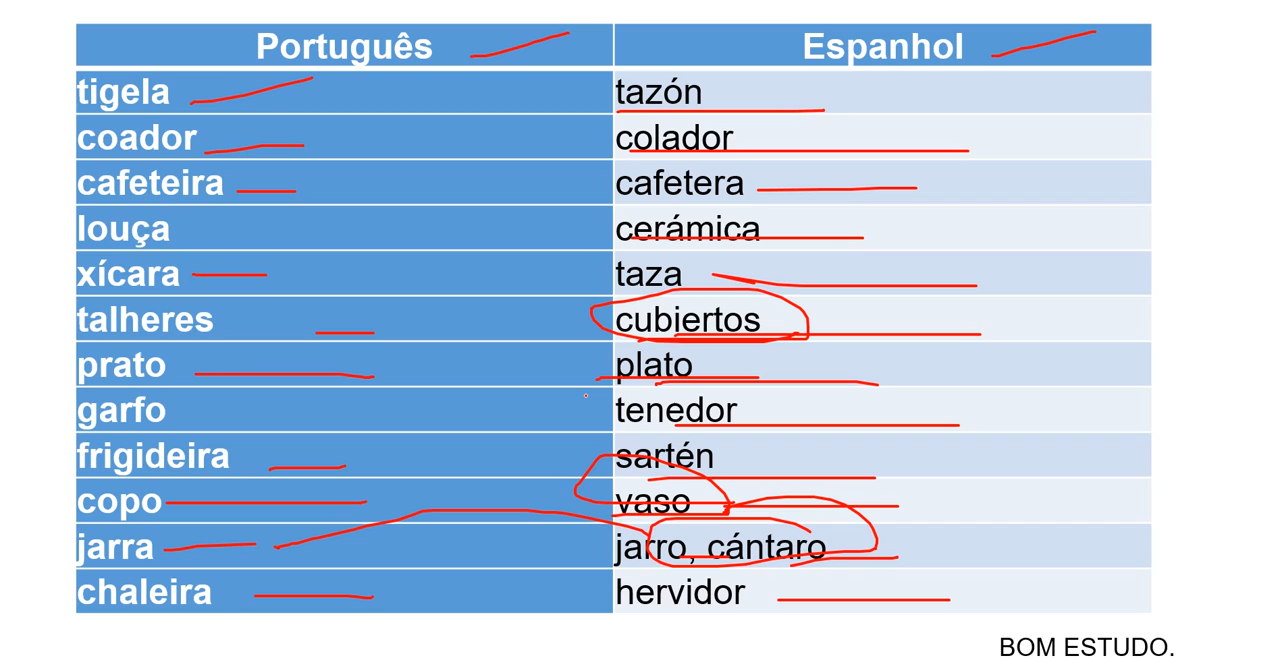 Português Espanhol
tigela tazón
coador colador
cafeteira cafetera
louça cerámica
xícara taza
talheres cubiertos
prato plato
garfo tenedor
frigideira sartén
copo vaso
jarra jarro, cántaro
chaleira hervidor
BOM ESTUDO.